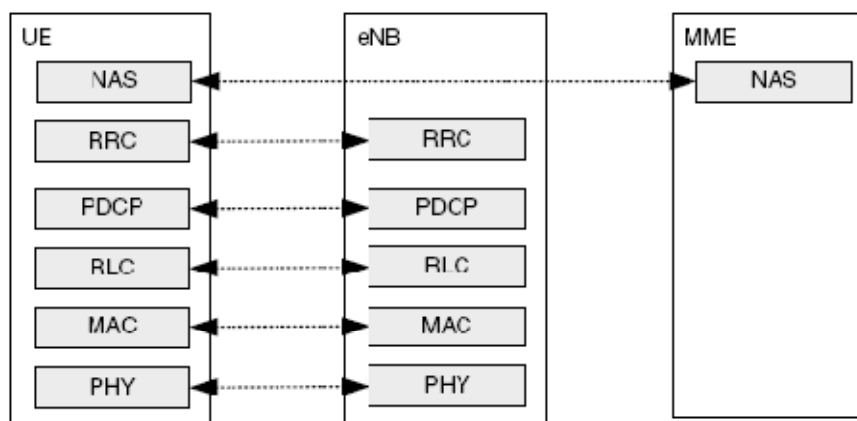 UE eNB MME
NAS NAS
RRC RRC
PDCP PDCP
RLC RLC
MAC MAC
PHY PHY